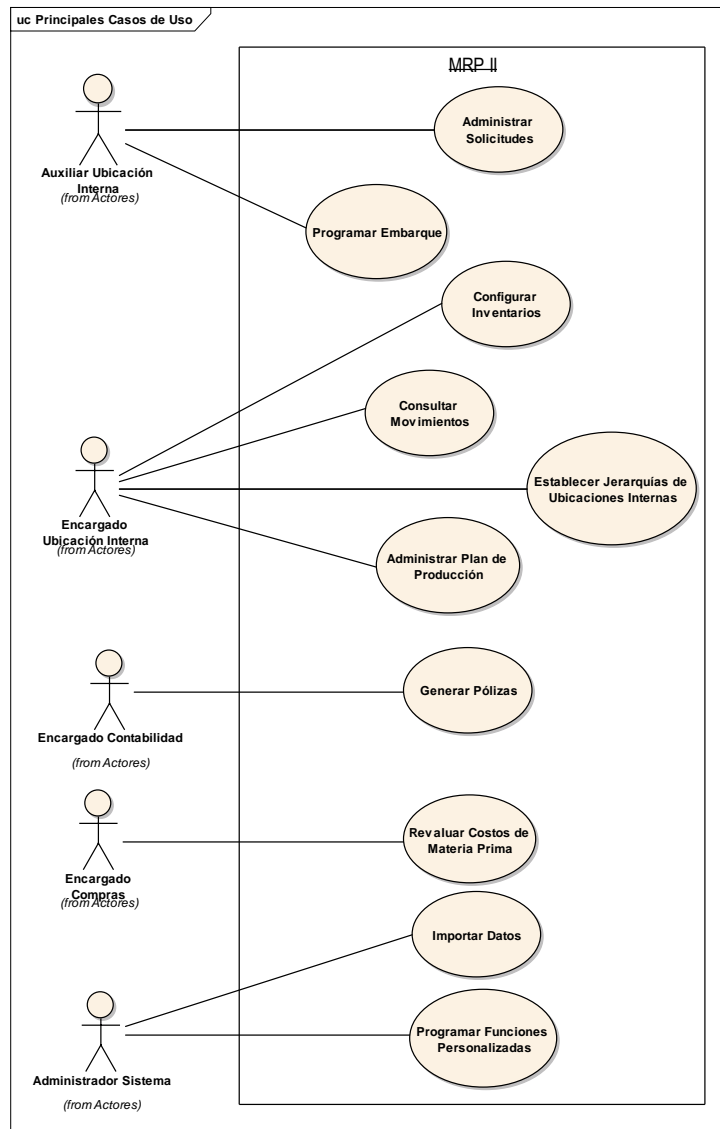 uc Principales Casos de Uso
MRP II
Administrar
Solicitudes
Auxiliar Ubicación
Interna
(from Actores)
Programar Embarque
Configurar
Inventarios
Consultar
Movimientos
Establecer Jerarquías de
Ubicaciones Internas
Encargado
Ubicación Interna
(from Actores)
Administrar Plan de
Producción
Generar Pólizas
Encargado Contabilidad
(from Actores)
Revaluar Costos de
Materia Prima
Encargado
Compras
(from Actores)
Importar Datos
Programar Funciones
Personalizadas
Administrador Sistema
(from Actores)